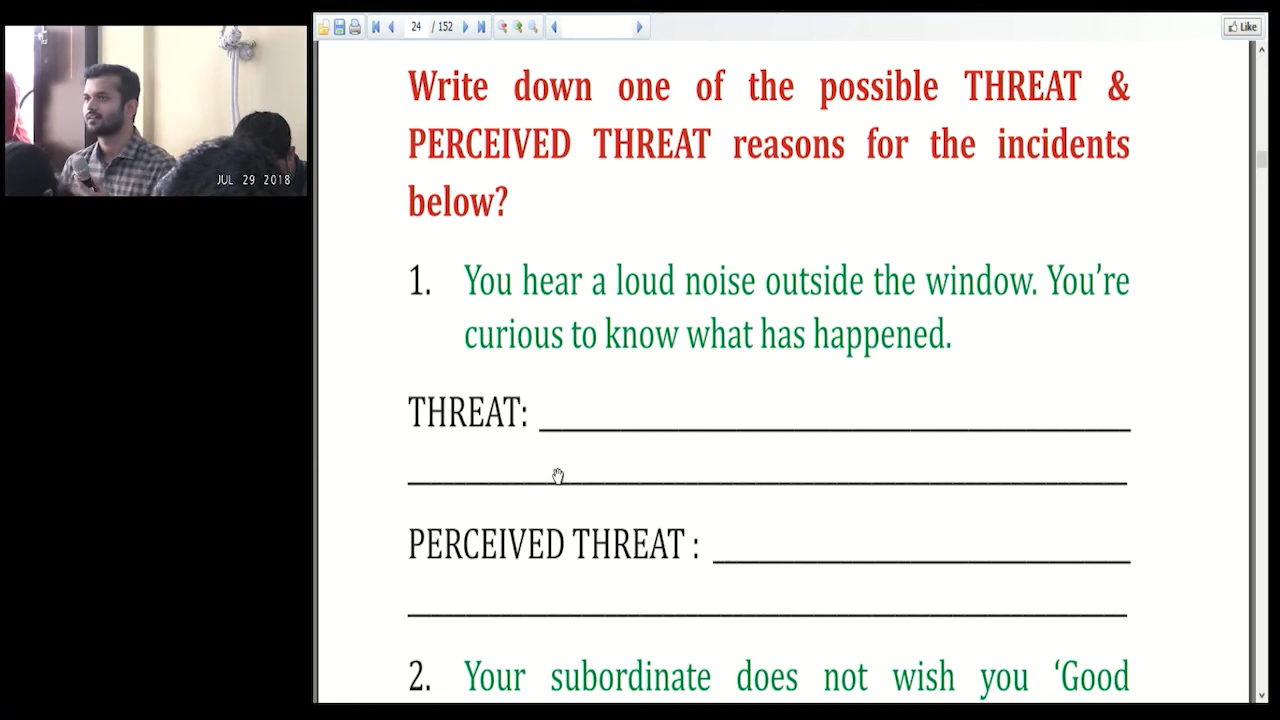 24 / 152
Like
JUL 29 2018
Write down one of the possible THREAT &
PERCEIVED THREAT reasons for the incidents
below?
1. You hear a loud noise outside the window. You’re
curious to know what has happened.
THREAT:
PERCEIVED THREAT :
2. Your subordinate does not wish you ‘Good